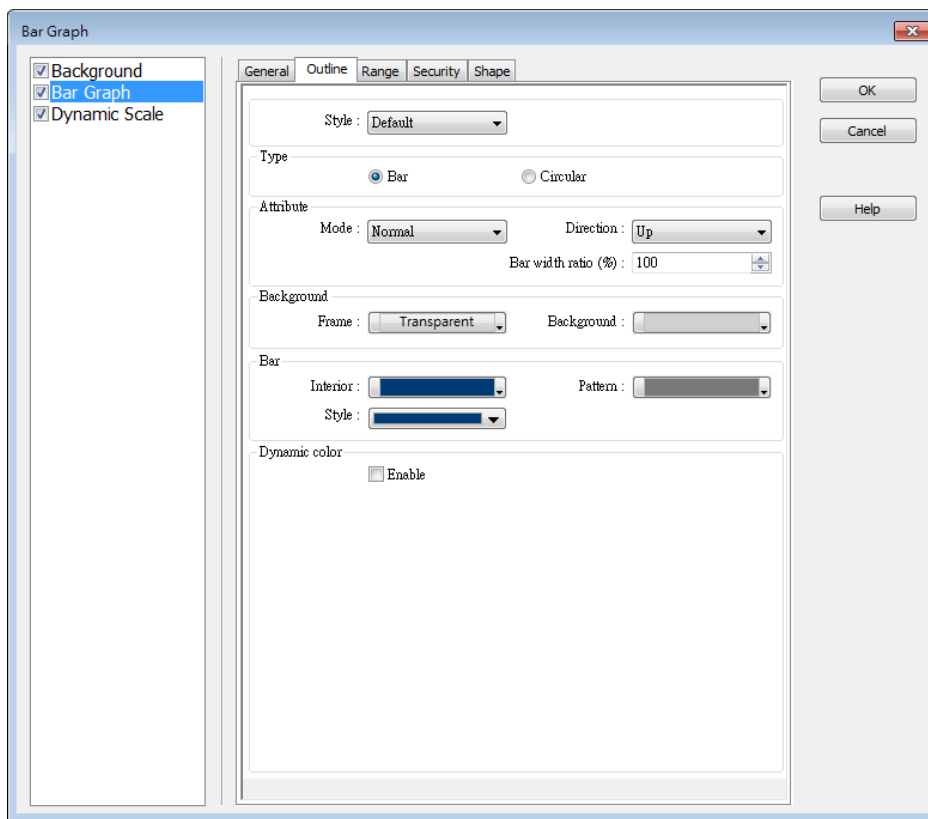 Bar Graph
Background
Bar Graph
Dynamic Scale
General Outline Range Security Shape
Style : Default
Type
Bar Circular
Attribute
Mode : Normal Direction : Up
Bar width ratio (%) : 100
Background
Frame : Transparent Background :
Bar
Interior : Pattern :
Style :
Dynamic color
Enable
OK
Cancel
Help